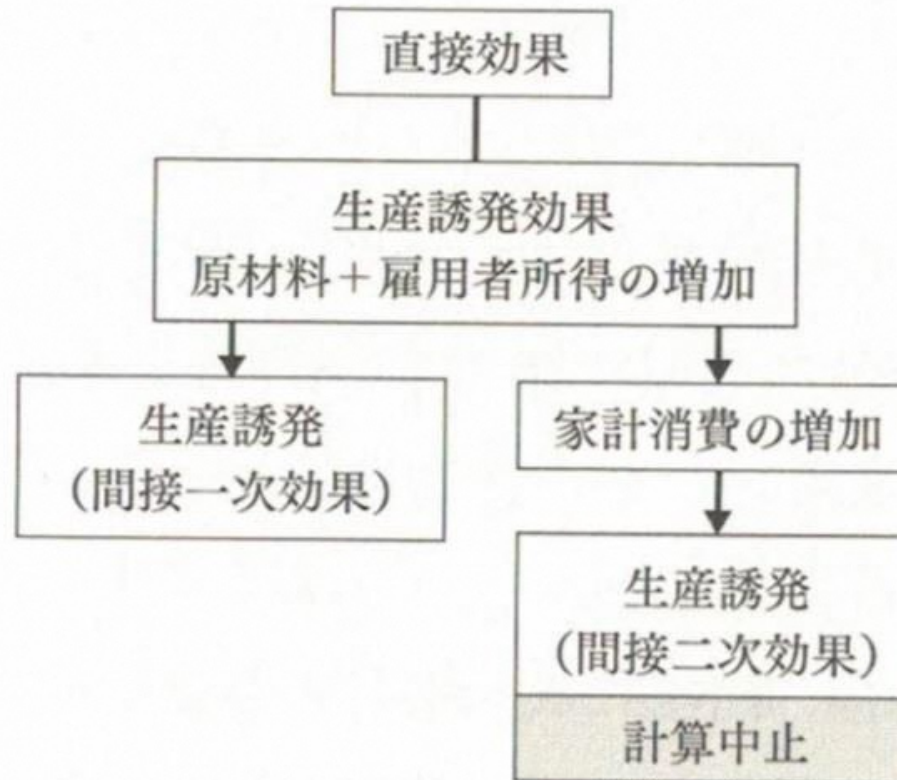 直接効果
生産誘発効果
原材料＋雇用者所得の増加
生産誘発
（間接一次効果）
家計消費の増加
生産誘発
（間接二次効果）
計算中止